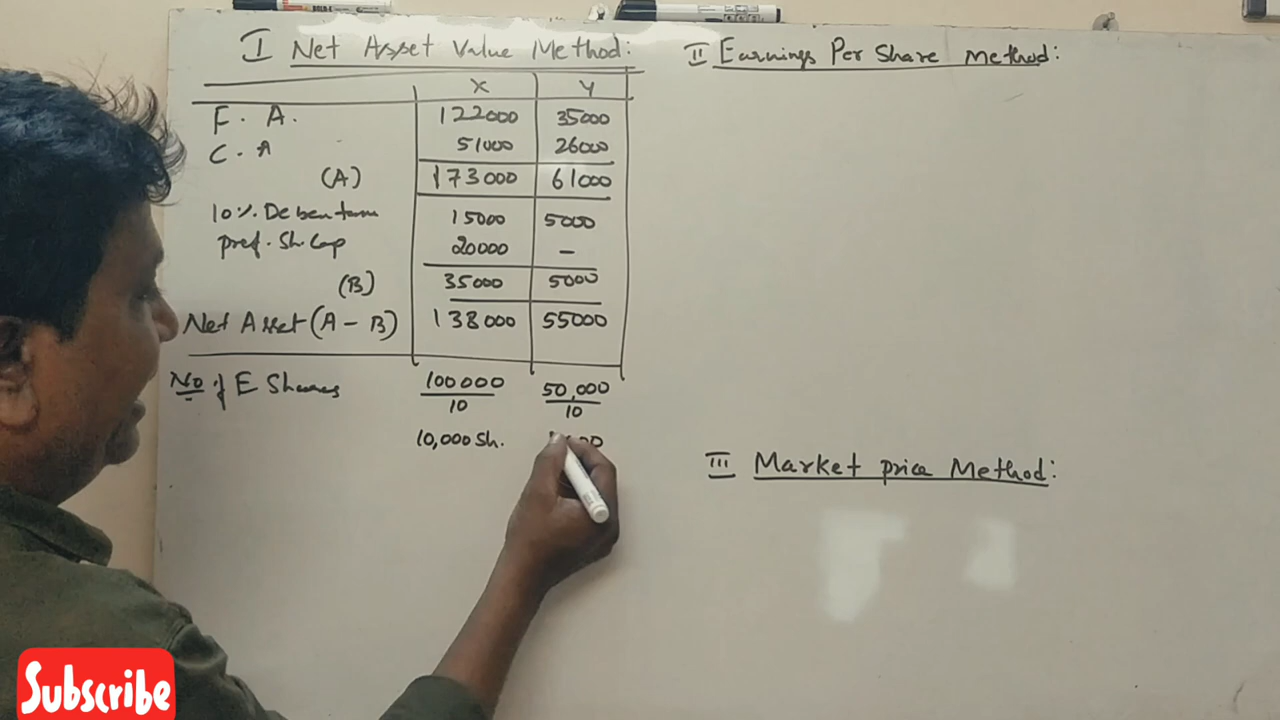 I Net Asset Value Method:
X Y
F. A. 122000 35000
C. A 51000 26000
(A) 173000 61000
10%. Debenture 15000 5000
pref. Sh. Cap 20000 —
(B) 35000 5000
Net Asset (A - B) 138000 55000
No of E Shares 100000/10 50,000/10
10,000 Sh.
II Earnings Per Share Method:
III Market price Method:
Subscribe